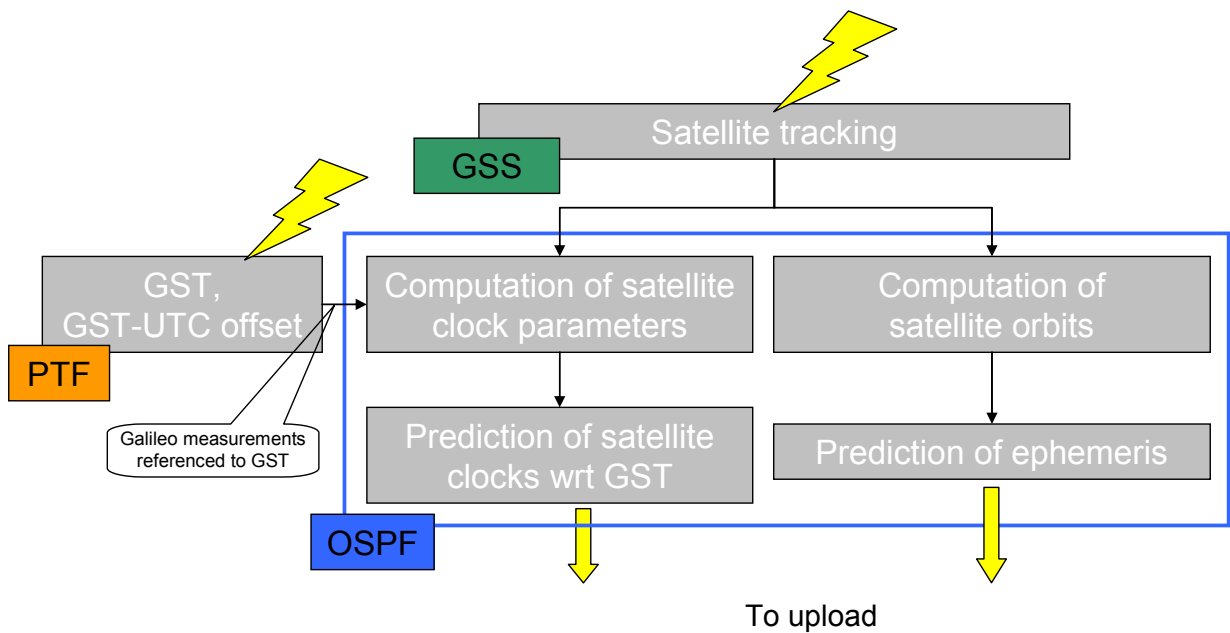 Satellite tracking
GSS
GST,
GST-UTC offset
PTF
Computation of satellite
clock parameters
Computation of
satellite orbits
Galileo measurements
referenced to GST
Prediction of satellite
clocks wrt GST
Prediction of ephemeris
OSPF
To upload